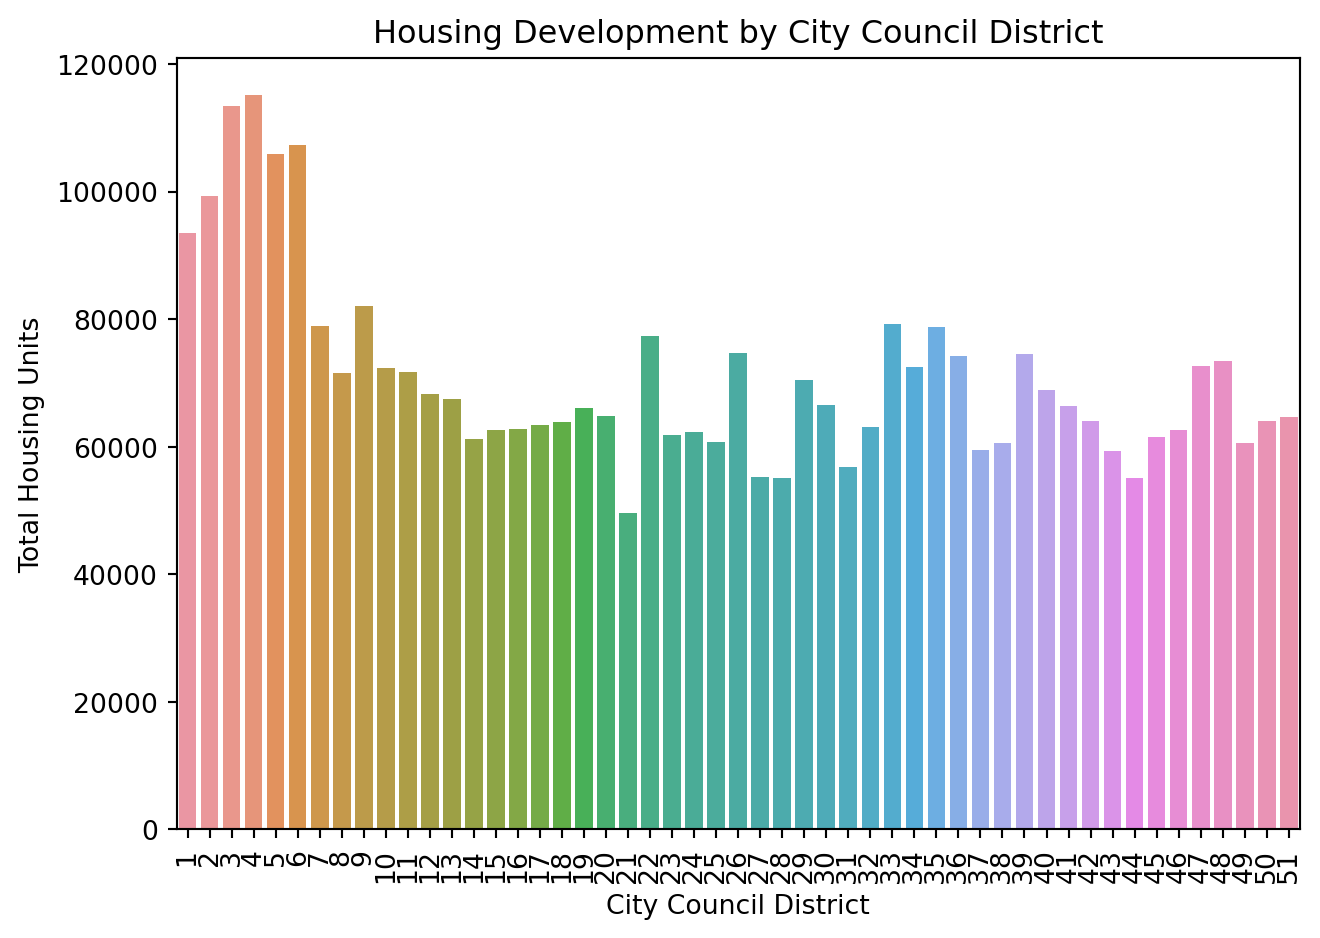 Housing Development by City Council District
Total Housing Units
120000
100000
80000
60000
40000
20000
0
1 2 3 4 5 6 7 8 9 10 11 12 13 14 15 16 17 18 19 20 21 22 23 24 25 26 27 28 29 30 31 32 33 34 35 36 37 38 39 40 41 42 43 44 45 46 47 48 49 50 51
City Council District